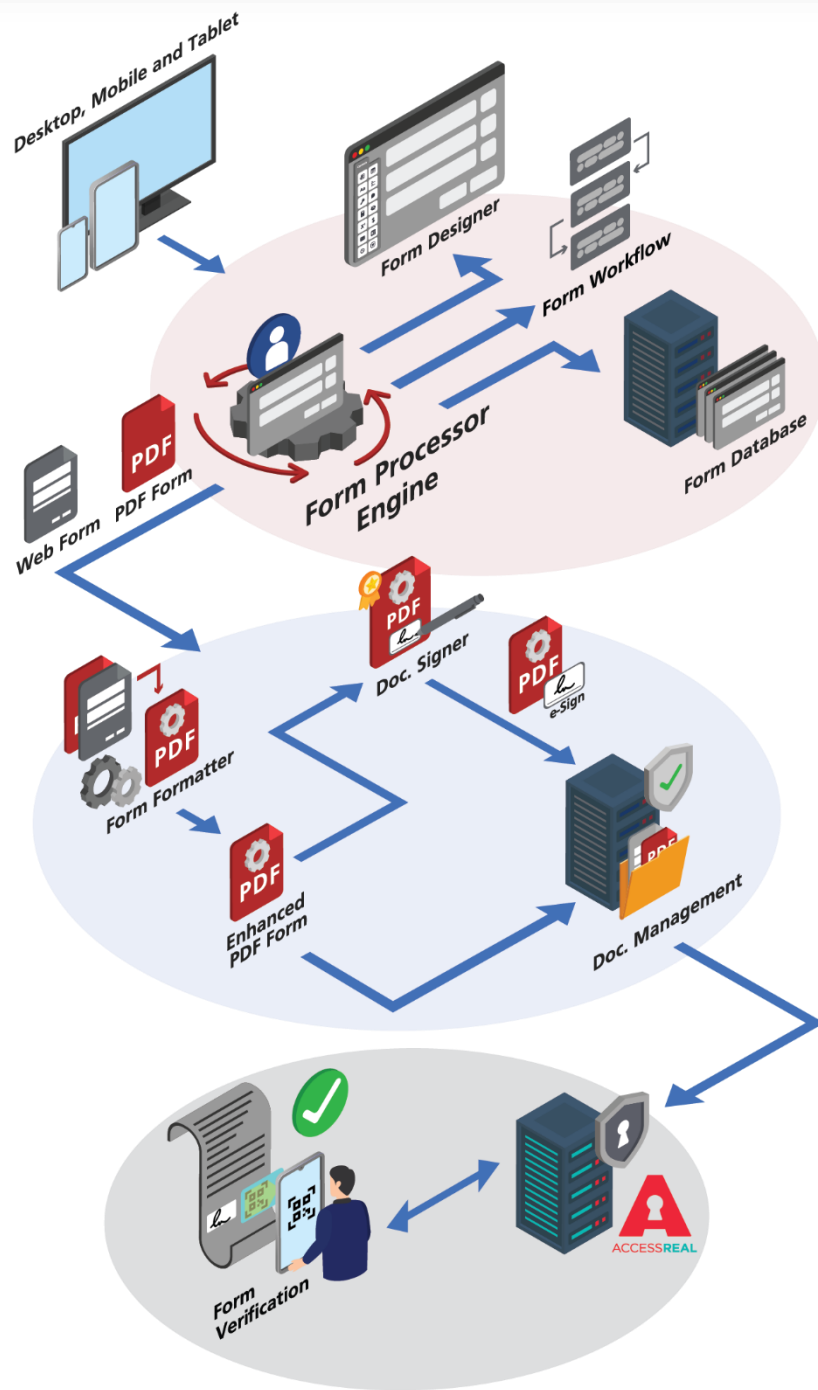 Desktop, Mobile and Tablet
Form Designer
Form Workflow
Form Database
Form Processor
Engine
PDF
PDF Form
Web Form
PDF
Doc. Signer
PDF
e-Sign
PDF
Form Formatter
PDF
Enhanced
PDF Form
PDF
Doc. Management
ACCESSREAL
Form
Verification